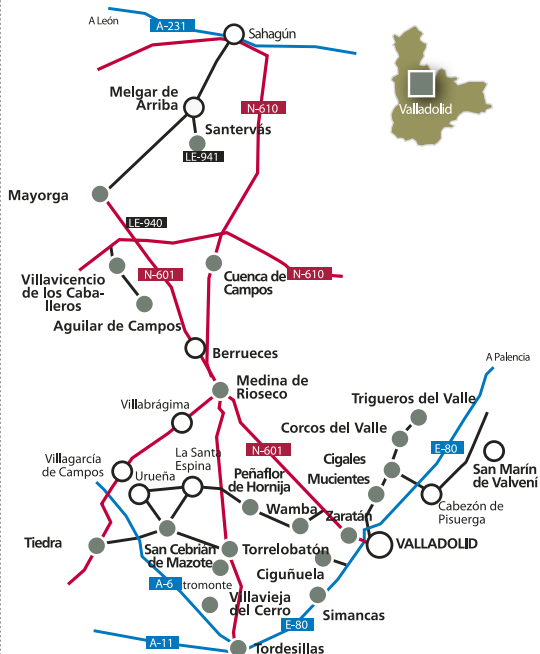 A León
A-231
Sahagún
Melgar de
Arriba
N-610
Santervás
LE-941
Valladolid
Mayorga
LE-940
Villavicencio
de los Caba-
lleros
N-601
Cuenca de
Campos
N-610
Aguilar de Campos
Berrueces
A Palencia
Medina de
Rioseco
Villabrágima
Trigueros del Valle
Corcos del Valle
N-601
E-80
Villagarcía
de Campos
La Santa
Espina
Urueña
Peñaflor
de Hornija
Cigales
Mucientes
San Marín
de Valvení
Wamba
Zaratán
Cabezón de
Pisuerga
Tiedra
San Cebrián
de Mazote
Torrelobatón
VALLADOLID
Ciguñuela
A-6
tromonte
Villavieja
del Cerro
Simancas
E-80
A-11
Tordesillas